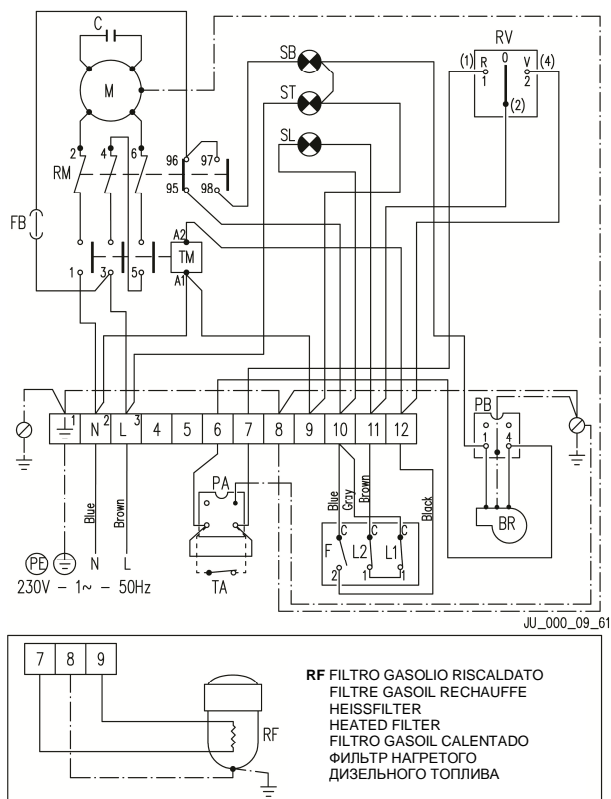 C
M
SB
ST
SL
RV
(1) R 0 V (4)
1 2
(2)
2 4 6
RM
96 97
95 98
FB
A2
TM
A1
1 3 5
1 N 2 L 3 4 5 6 7 8 9 10 11 12
PB
1 4
BR
PA
TA
Blue
Brown
Blue
Gray
Brown
Black
C C C
F L2 L1
2 1 1
PE N L
230V – 1~ – 50Hz
JU_000_09_61
7 8 9
RF
RF FILTRO GASOLIO RISCALDATO
FILTRE GASOIL RECHAUFFE
HEISSFILTER
HEATED FILTER
FILTRO GASOIL CALENTADO
ФИЛЬТР НАГРЕТОГО
ДИЗЕЛЬНОГО ТОПЛИВА